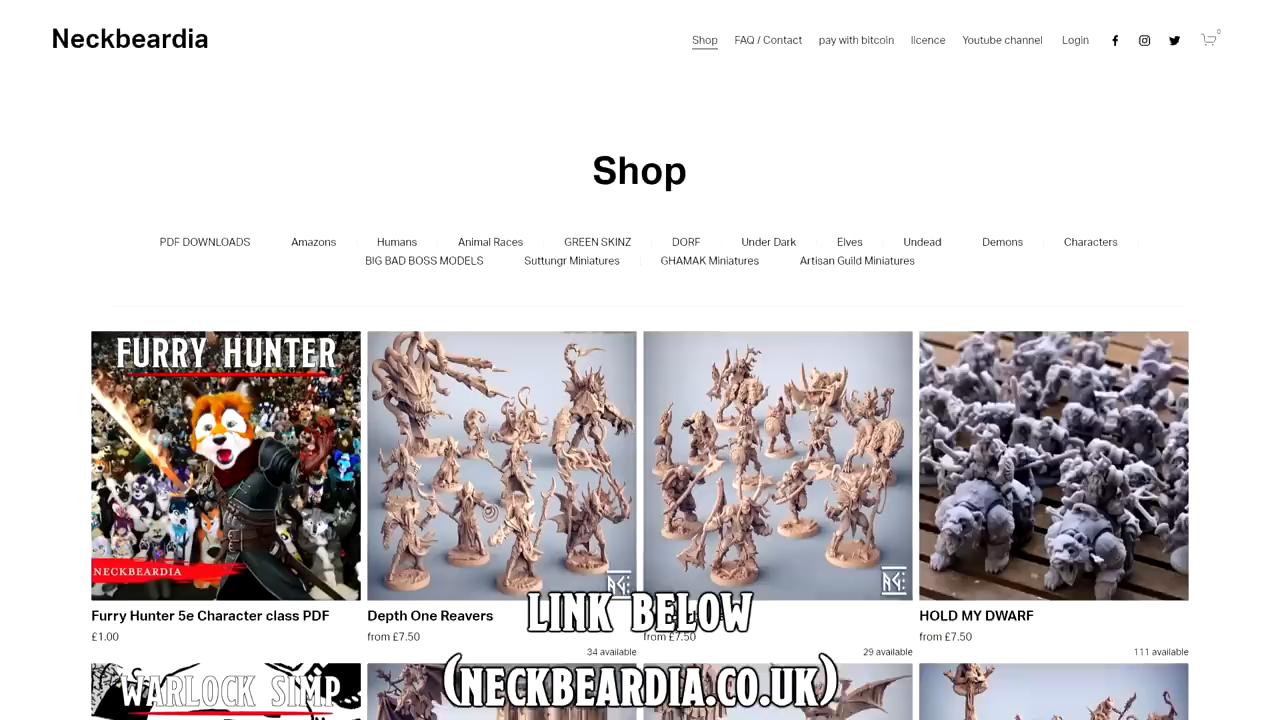 Neckbeardia
Shop FAQ / Contact pay with bitcoin licence Youtube channel Login 0
Shop
PDF DOWNLOADS Amazons Humans Animal Races GREEN SKINZ DORF Under Dark Elves Undead Demons Characters
BIG BAD BOSS MODELS Suttungr Miniatures GHAMAK Miniatures Artisan Guild Miniatures
FURRY HUNTER
NECKBEARDIA
Furry Hunter 5e Character class PDF
£1.00
Depth One Reavers
from £7.50
34 available
from £7.50
29 available
HOLD MY DWARF
from £7.50
111 available
LINK BELOW
(NECKBEARDIA.CO.UK)
WARLOCK SIMP